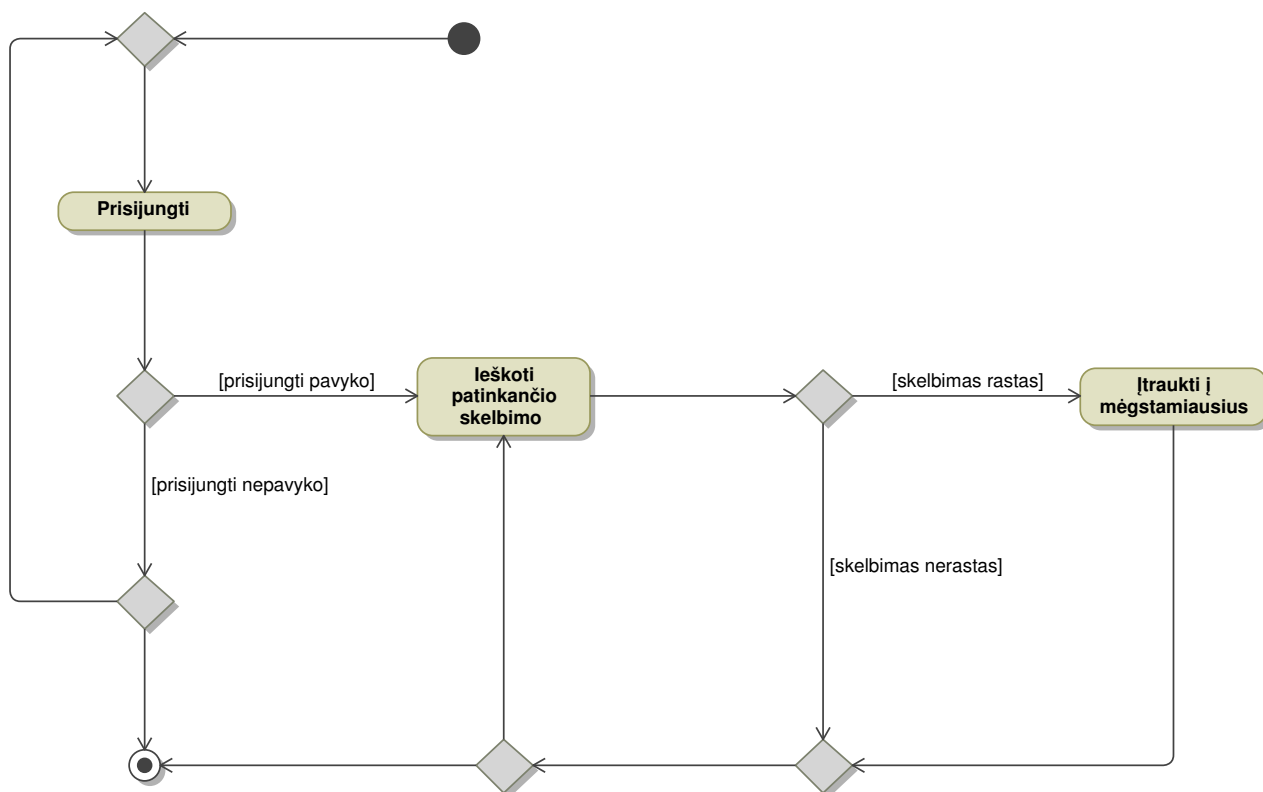 Prisijungti
[prisijungti pavyko]
Ieškoti
patinkančio
skelbimo
[skelbimas rastas]
Įtraukti į
mėgstamiausius
[prisijungti nepavyko]
[skelbimas nerastas]